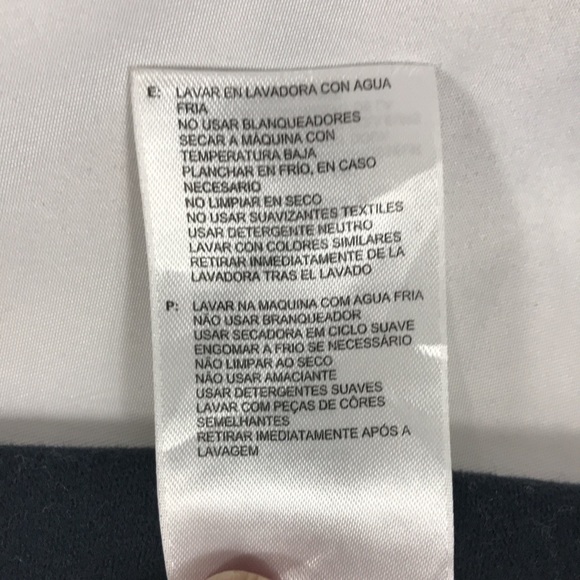 E: LAVAR EN LAVADORA CON AGUA
FRIA
NO USAR BLANQUEADORES
SECAR A MÁQUINA CON
TEMPERATURA BAJA
PLANCHAR EN FRÍO, EN CASO
NECESARIO
NO LIMPIAR EN SECO
NO USAR SUAVIZANTES TEXTILES
USAR DETERGENTE NEUTRO
LAVAR CON COLORES SIMILARES
RETIRAR INMEDIATAMENTE DE LA
LAVADORA TRAS EL LAVADO
P: LAVAR NA MAQUINA COM AGUA FRIA
NÃO USAR BRANQUEADOR
USAR SECADORA EM CICLO SUAVE
ENGOMAR A FRIO SE NECESSÁRIO
NÃO LIMPAR AO SECO
NÃO USAR AMACIANTE
USAR DETERGENTES SUAVES
LAVAR COM PEÇAS DE CÔRES
SEMELHANTES
RETIRAR IMEDIATAMENTE APÓS A
LAVAGEM